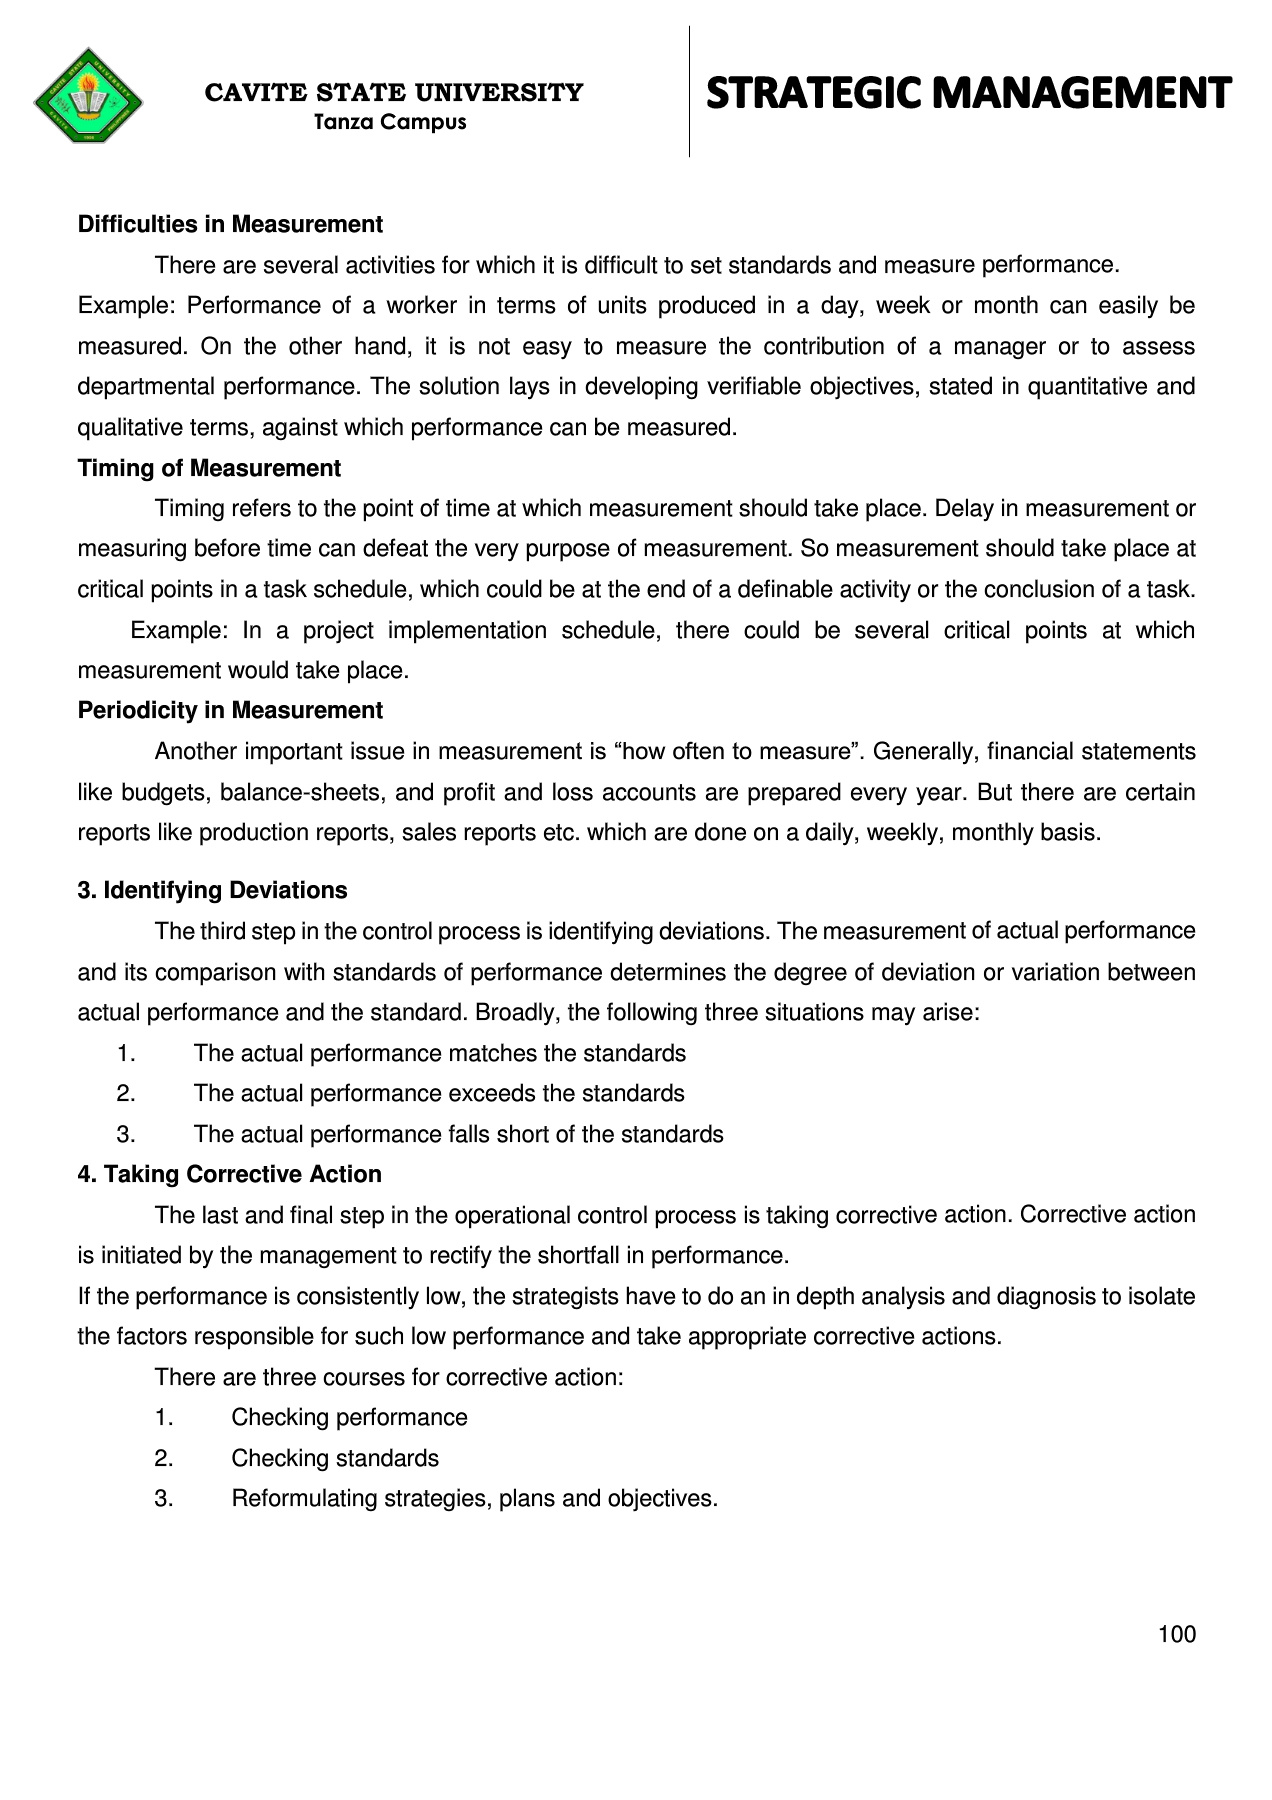 CAVITE STATE UNIVERSITY
Tanza Campus
STRATEGIC MANAGEMENT
Difficulties in Measurement
There are several activities for which it is difficult to set standards and measure performance.
Example: Performance of a worker in terms of units produced in a day, week or month can easily be
measured. On the other hand, it is not easy to measure the contribution of a manager or to assess
departmental performance. The solution lays in developing verifiable objectives, stated in quantitative and
qualitative terms, against which performance can be measured.
Timing of Measurement
Timing refers to the point of time at which measurement should take place. Delay in measurement or
measuring before time can defeat the very purpose of measurement. So measurement should take place at
critical points in a task schedule, which could be at the end of a definable activity or the conclusion of a task.
Example: In a project implementation schedule, there could be several critical points at which
measurement would take place.
Periodicity in Measurement
Another important issue in measurement is “how often to measure”. Generally, financial statements
like budgets, balance-sheets, and profit and loss accounts are prepared every year. But there are certain
reports like production reports, sales reports etc. which are done on a daily, weekly, monthly basis.
3. Identifying Deviations
The third step in the control process is identifying deviations. The measurement of actual performance
and its comparison with standards of performance determines the degree of deviation or variation between
actual performance and the standard. Broadly, the following three situations may arise:
1. The actual performance matches the standards
2. The actual performance exceeds the standards
3. The actual performance falls short of the standards
4. Taking Corrective Action
The last and final step in the operational control process is taking corrective action. Corrective action
is initiated by the management to rectify the shortfall in performance.
If the performance is consistently low, the strategists have to do an in depth analysis and diagnosis to isolate
the factors responsible for such low performance and take appropriate corrective actions.
There are three courses for corrective action:
1. Checking performance
2. Checking standards
3. Reformulating strategies, plans and objectives.
100